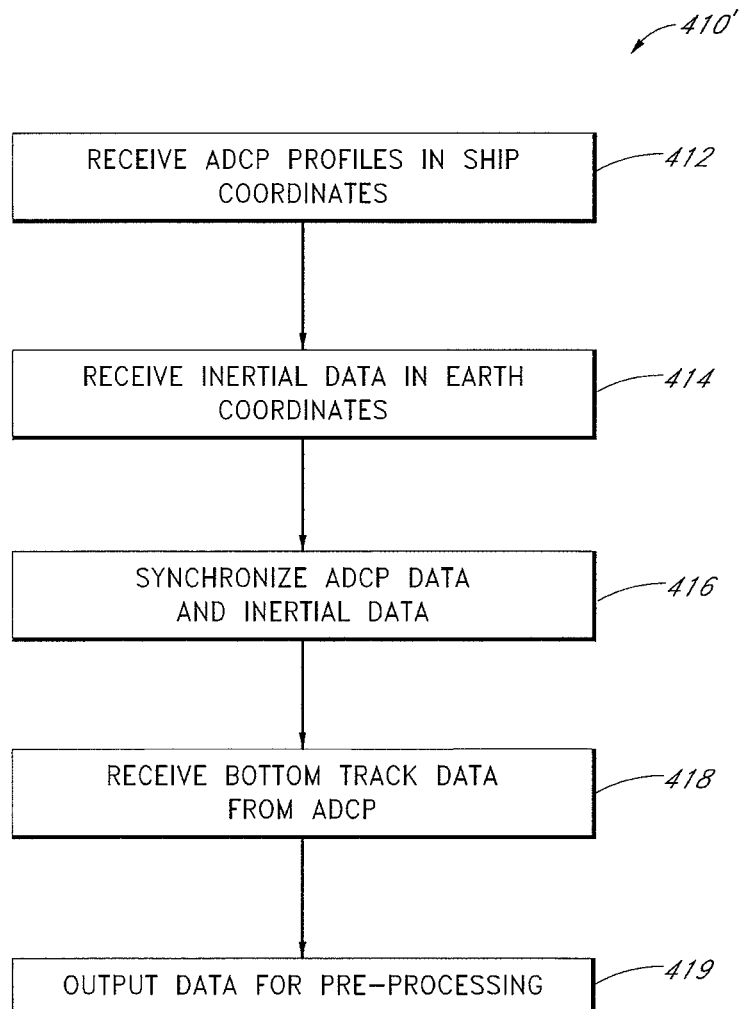 410'
RECEIVE ADCP PROFILES IN SHIP
COORDINATES
412
RECEIVE INERTIAL DATA IN EARTH
COORDINATES
414
SYNCHRONIZE ADCP DATA
AND INERTIAL DATA
416
RECEIVE BOTTOM TRACK DATA
FROM ADCP
418
OUTPUT DATA FOR PRE-PROCESSING
419